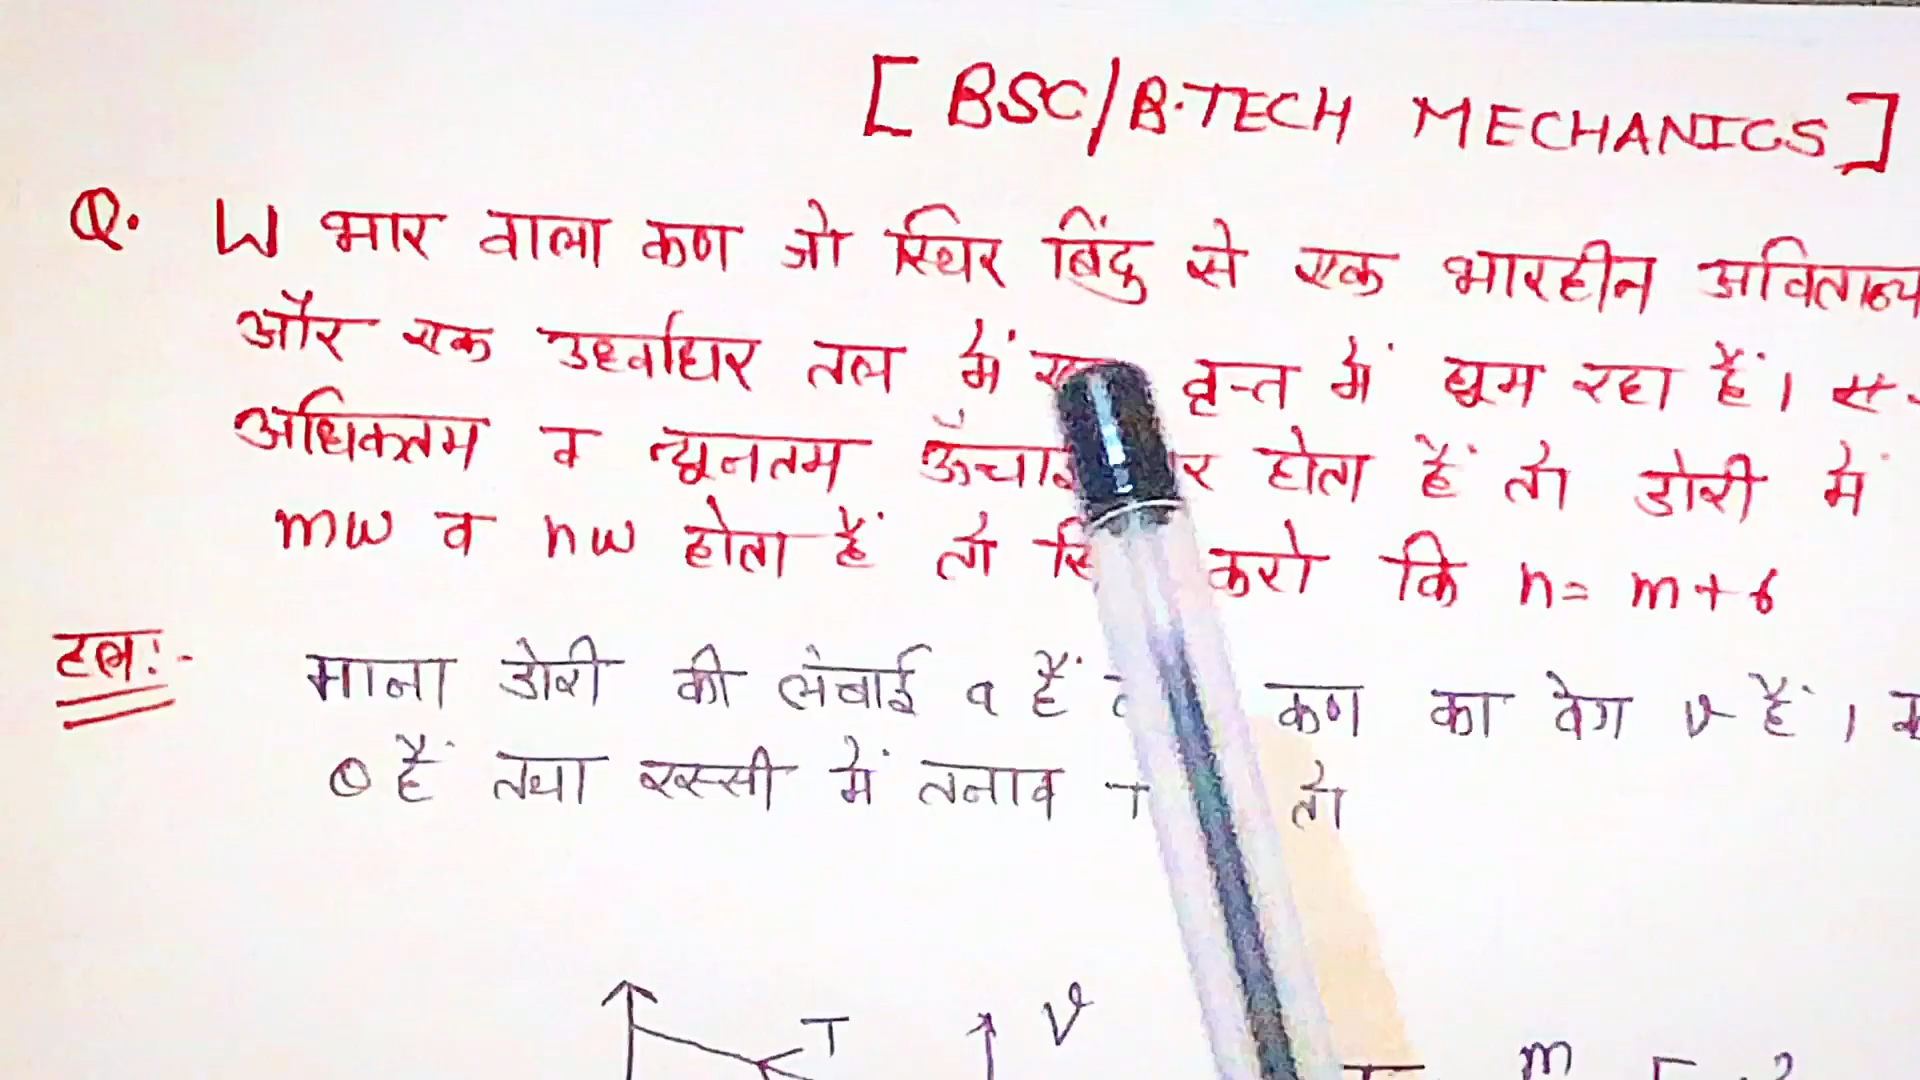 [ BSC/B.TECH MECHANICS ]
Q. W भार वाला कण जो स्थिर बिंदु से एक भारहीन अवितान्य
और एक उर्ध्वाधर तल में वृत्त में घूम रहा हैं।
अधिकतम व न्यूनतम होता हैं तो डोरी में
mw व nw होता हैं तो करो कि n = m + 6
हल:-
माना डोरी की लंबाई a हैं कण का वेग v हैं ।
θ हैं तथा रस्सी में तनाव T तो
T
v
m